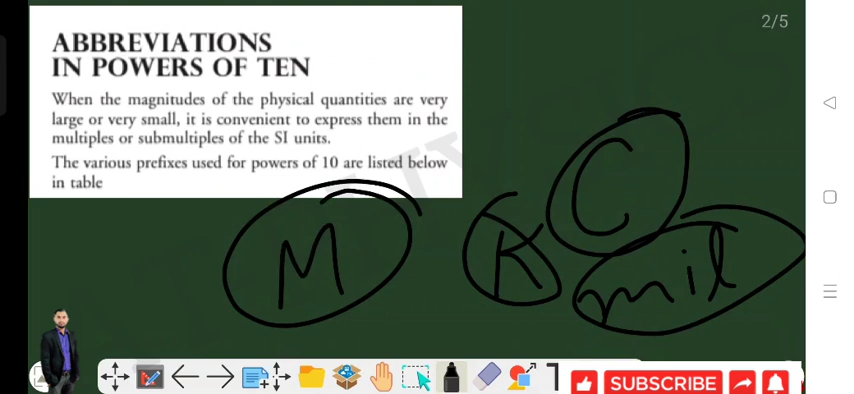 2/5
ABBREVIATIONS
IN POWERS OF TEN
When the magnitudes of the physical quantities are very
large or very small, it is convenient to express them in the
multiples or submultiples of the SI units.
The various prefixes used for powers of 10 are listed below
in table
M K C
mil
SUBSCRIBE